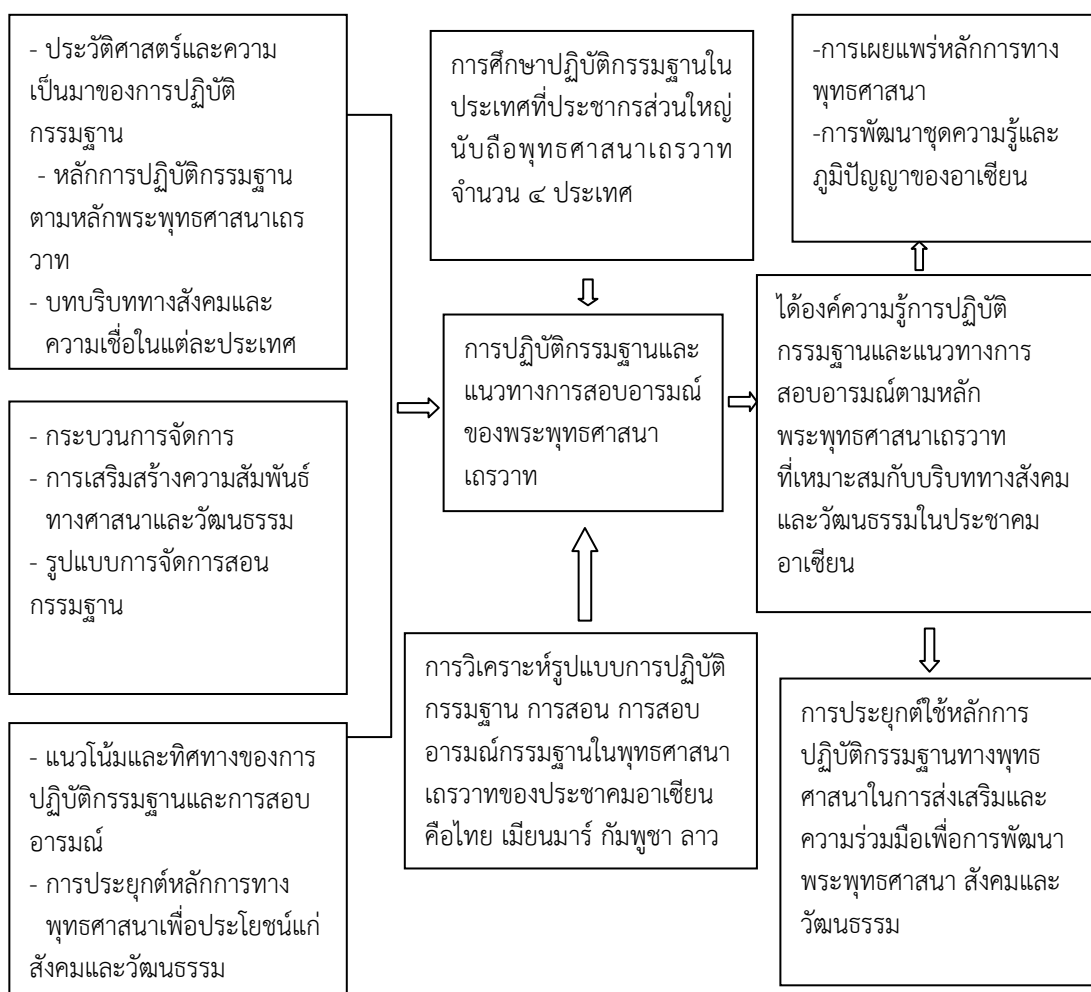 - ประวัติศาสตร์และความ
เป็นมาของการปฏิบัติ
กรรมฐาน
- หลักการปฏิบัติกรรมฐาน
ตามหลักพระพุทธศาสนาเถร
วาท
- บทบริบททางสังคมและ
ความเชื่อในแต่ละประเทศ
- กระบวนการจัดการ
- การเสริมสร้างความสัมพันธ์
ทางศาสนาและวัฒนธรรม
- รูปแบบการจัดการสอน
กรรมฐาน
- แนวโน้มและทิศทางของการ
ปฏิบัติกรรมฐานและการสอบ
อารมณ์
- การประยุกต์หลักการทาง
พุทธศาสนาเพื่อประโยชน์แก่
สังคมและวัฒนธรรม
การศึกษาปฏิบัติกรรมฐานใน
ประเทศที่ประชากรส่วนใหญ่
นับถือพุทธศาสนาเถรวาท
จำนวน ๔ ประเทศ
การปฏิบัติกรรมฐานและ
แนวทางการสอบอารมณ์
ของพระพุทธศาสนา
เถรวาท
การวิเคราะห์รูปแบบการปฏิบัติ
กรรมฐาน การสอน การสอบ
อารมณ์กรรมฐานในพุทธศาสนา
เถรวาทของประชาคมอาเซียน
คือไทย เมียนมาร์ กัมพูชา ลาว
-การเผยแพร่หลักการทาง
พุทธศาสนา
-การพัฒนาชุดความรู้และ
ภูมิปัญญาของอาเซียน
ได้องค์ความรู้การปฏิบัติ
กรรมฐานและแนวทางการ
สอบอารมณ์ตามหลัก
พระพุทธศาสนาเถรวาท
ที่เหมาะสมกับบริบททางสังคม
และวัฒนธรรมในประชาคม
อาเซียน
การประยุกต์ใช้หลักการ
ปฏิบัติกรรมฐานทางพุทธ
ศาสนาในการส่งเสริมและ
ความร่วมมือเพื่อการพัฒนา
พระพุทธศาสนา สังคมและ
วัฒนธรรม